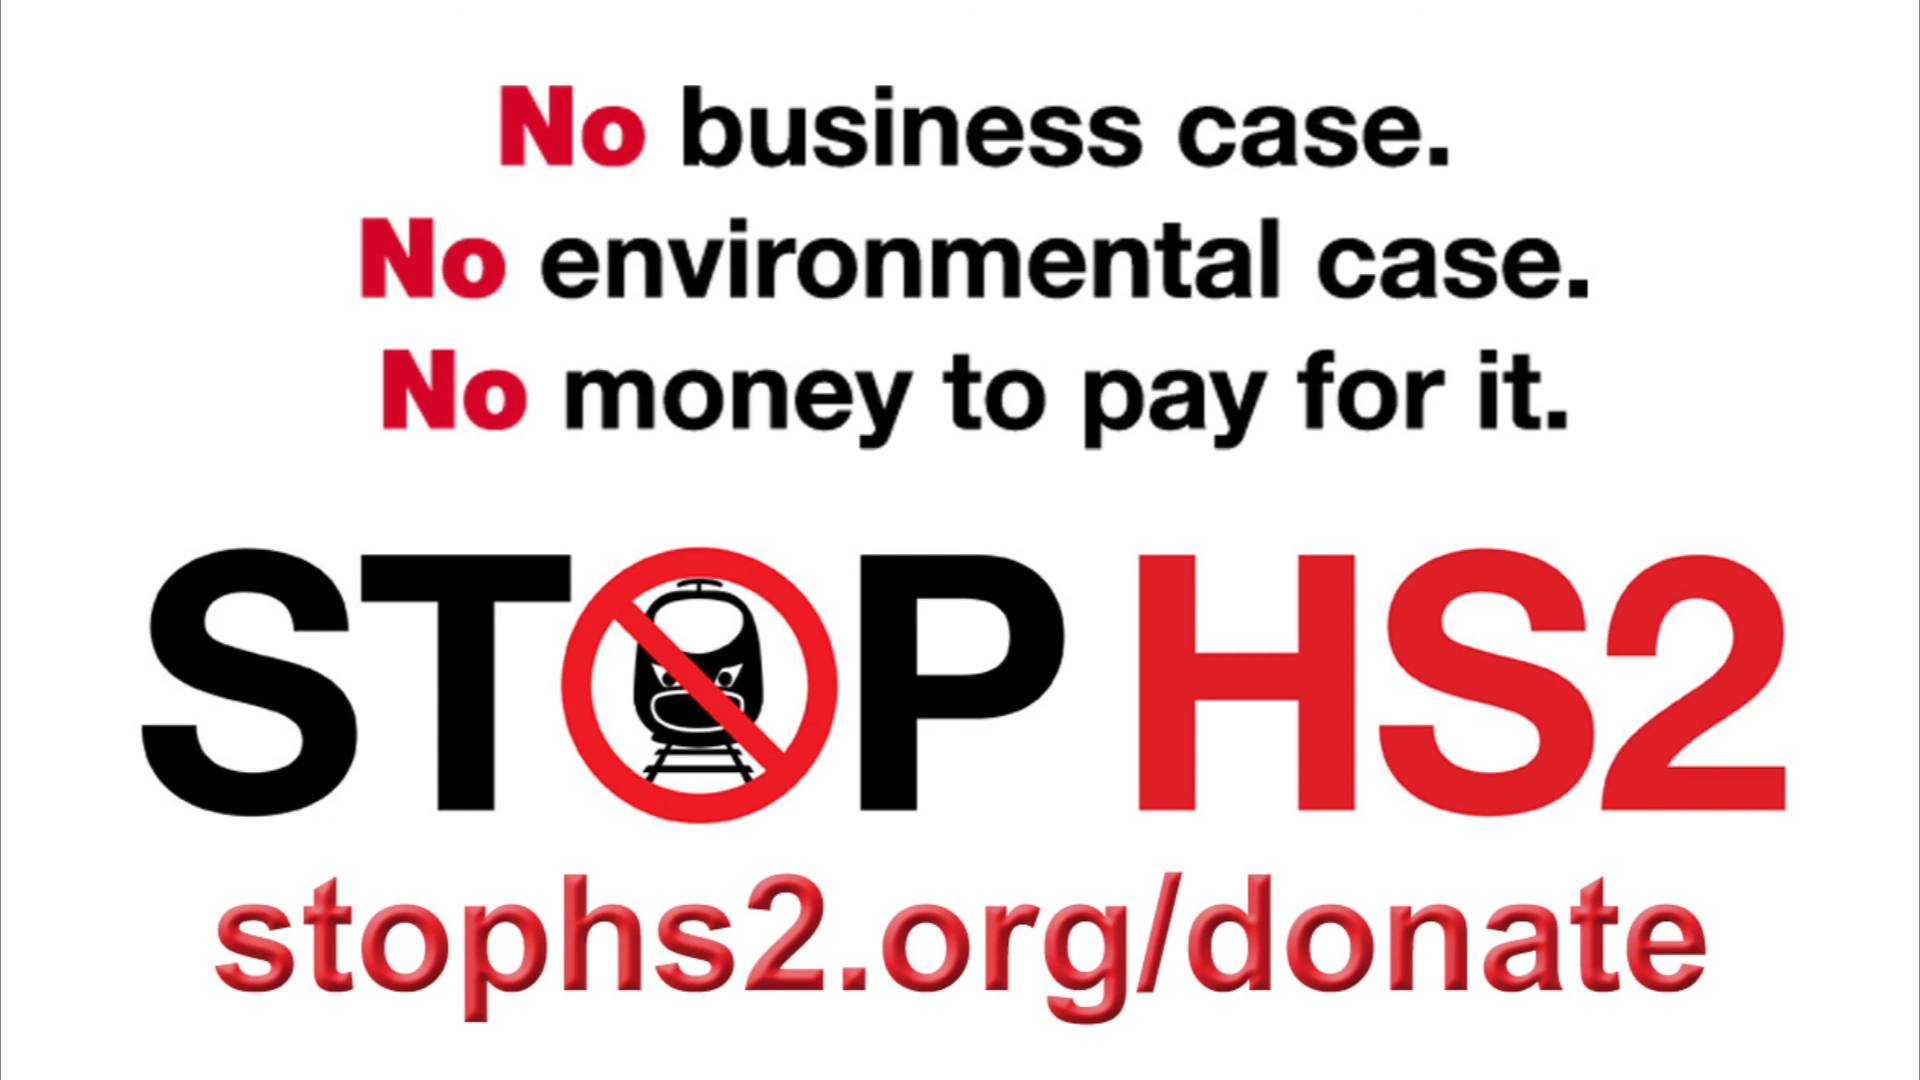 No business case.
No environmental case.
No money to pay for it.
STOP HS2
stophs2.org/donate